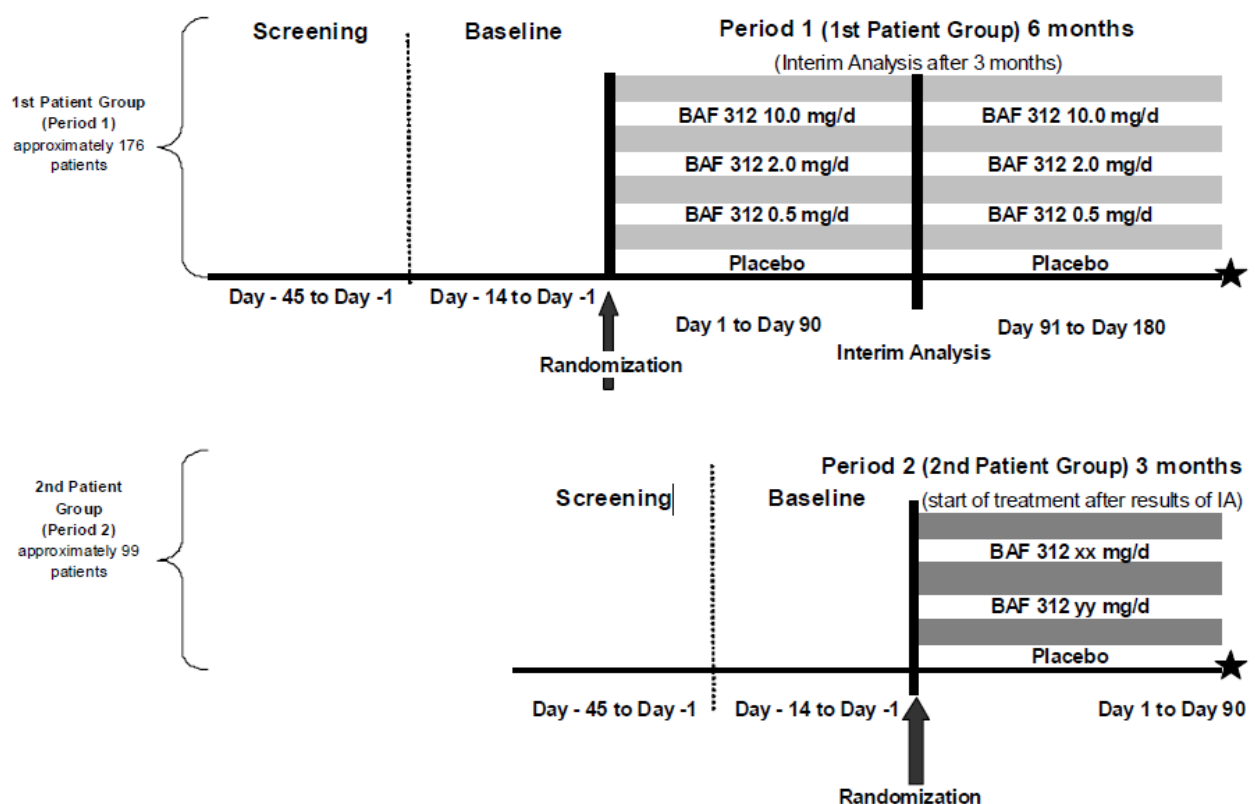 Screening
Baseline
Period 1 (1st Patient Group) 6 months
(Interim Analysis after 3 months)
1st Patient Group
(Period 1)
approximately 176
patients
BAF 312 10.0 mg/d
BAF 312 10.0 mg/d
BAF 312 2.0 mg/d
BAF 312 2.0 mg/d
BAF 312 0.5 mg/d
BAF 312 0.5 mg/d
Placebo
Placebo
Day - 45 to Day -1
Day - 14 to Day -1
Day 1 to Day 90
Day 91 to Day 180
Randomization
Interim Analysis
2nd Patient
Group
(Period 2)
approximately 99
patients
Screening
Baseline
Period 2 (2nd Patient Group) 3 months
(start of treatment after results of IA)
BAF 312 xx mg/d
BAF 312 yy mg/d
Placebo
Day - 45 to Day -1
Day - 14 to Day -1
Day 1 to Day 90
Randomization